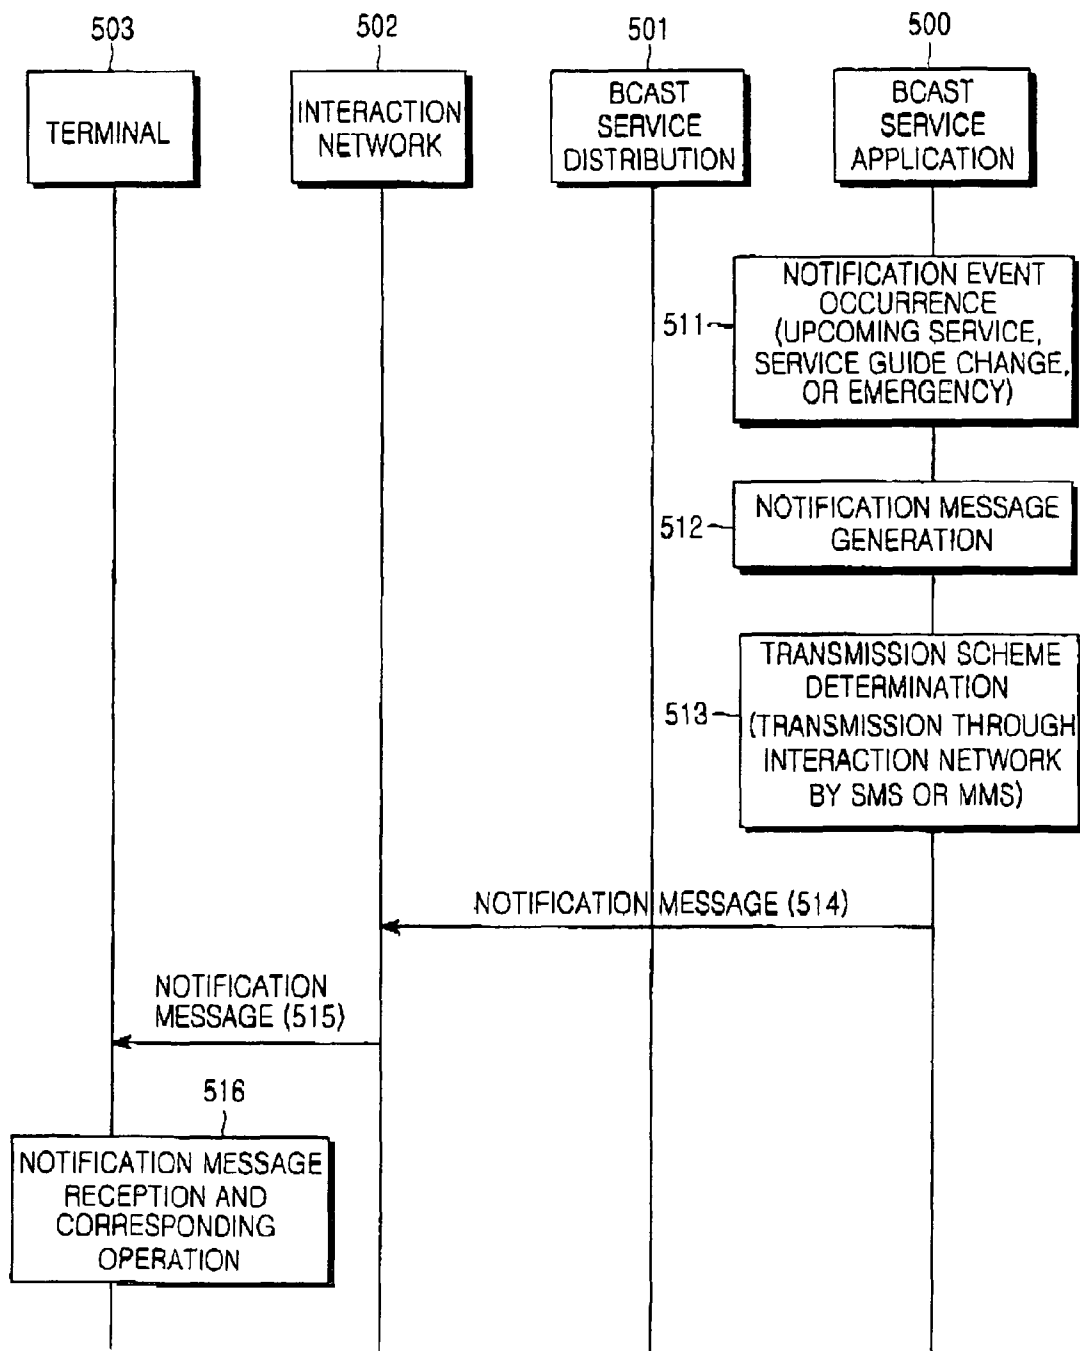 503
502
501
500
TERMINAL
INTERACTION
NETWORK
BCAST
SERVICE
DISTRIBUTION
BCAST
SERVICE
APPLICATION
511
NOTIFICATION EVENT
OCCURRENCE
(UPCOMING SERVICE,
SERVICE GUIDE CHANGE,
OR EMERGENCY)
512
NOTIFICATION MESSAGE
GENERATION
513
TRANSMISSION SCHEME
DETERMINATION
(TRANSMISSION THROUGH
INTERACTION NETWORK
BY SMS OR MMS)
NOTIFICATION MESSAGE (514)
NOTIFICATION
MESSAGE (515)
516
NOTIFICATION MESSAGE
RECEPTION AND
CORRESPONDING
OPERATION